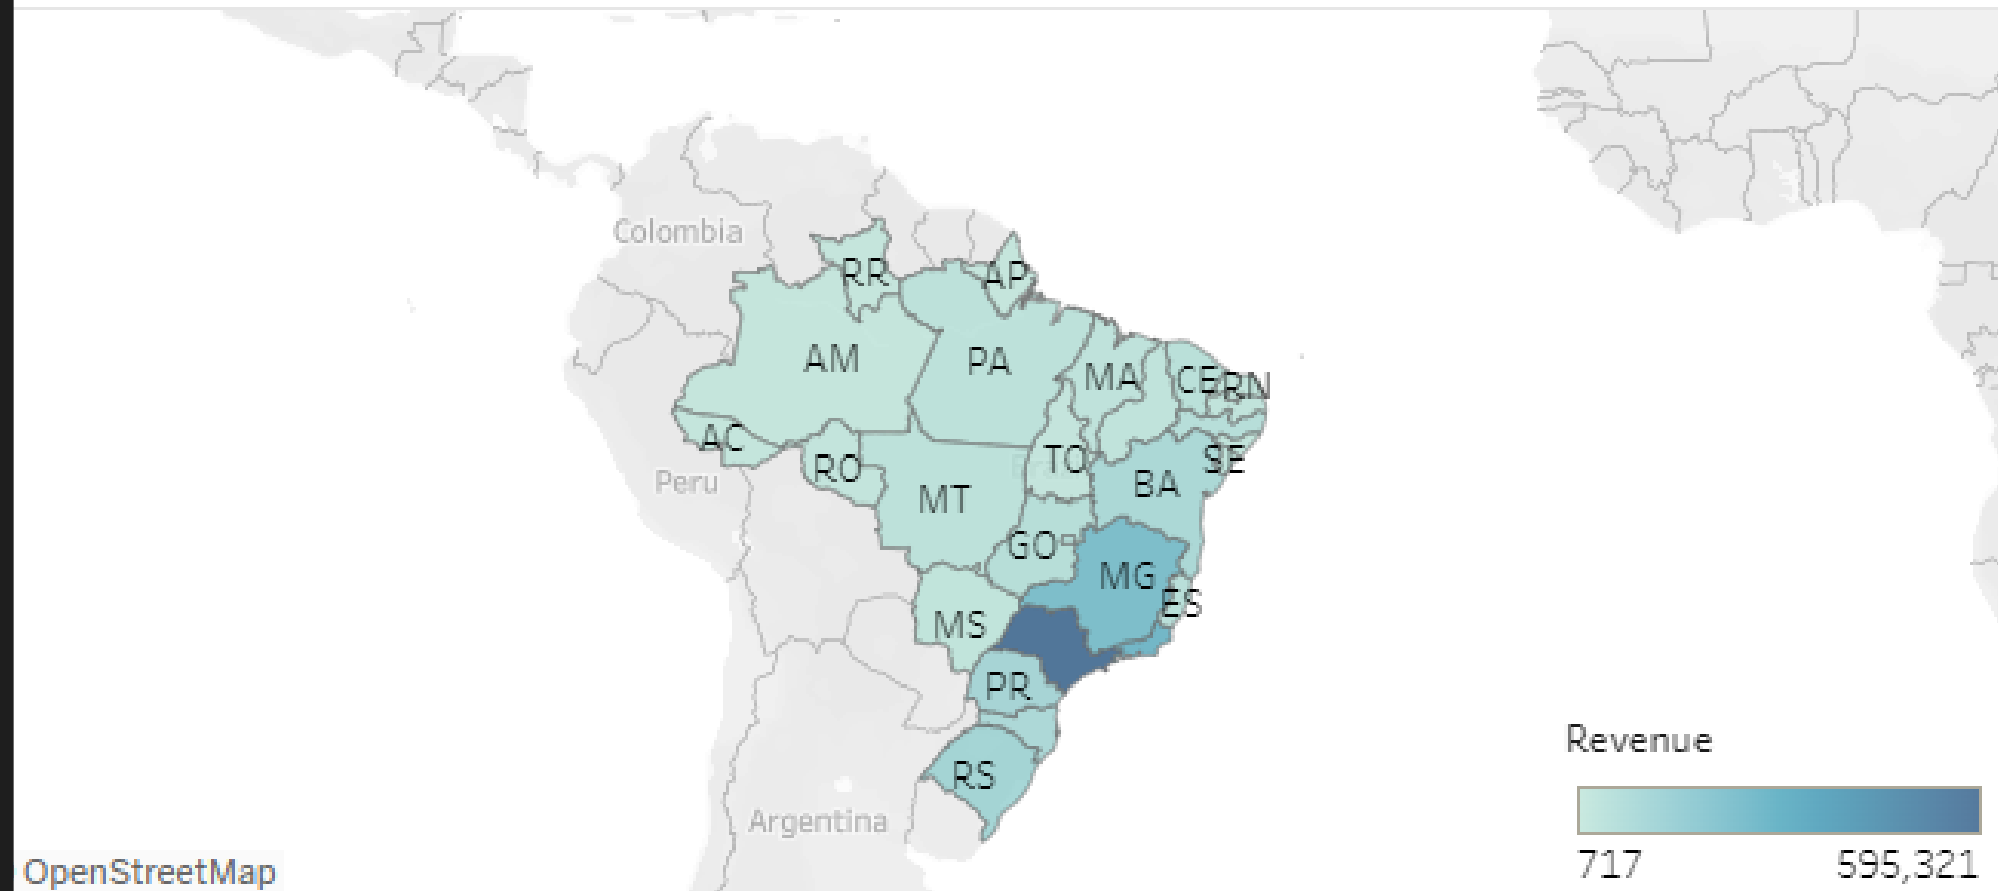 Colombia
RR
AP
AM
PA
MA
CE
RN
AC
RO
TO
SE
Peru
MT
BA
GO
MG
ES
MS
PR
Revenue
RS
Argentina
717
595,321
OpenStreetMap